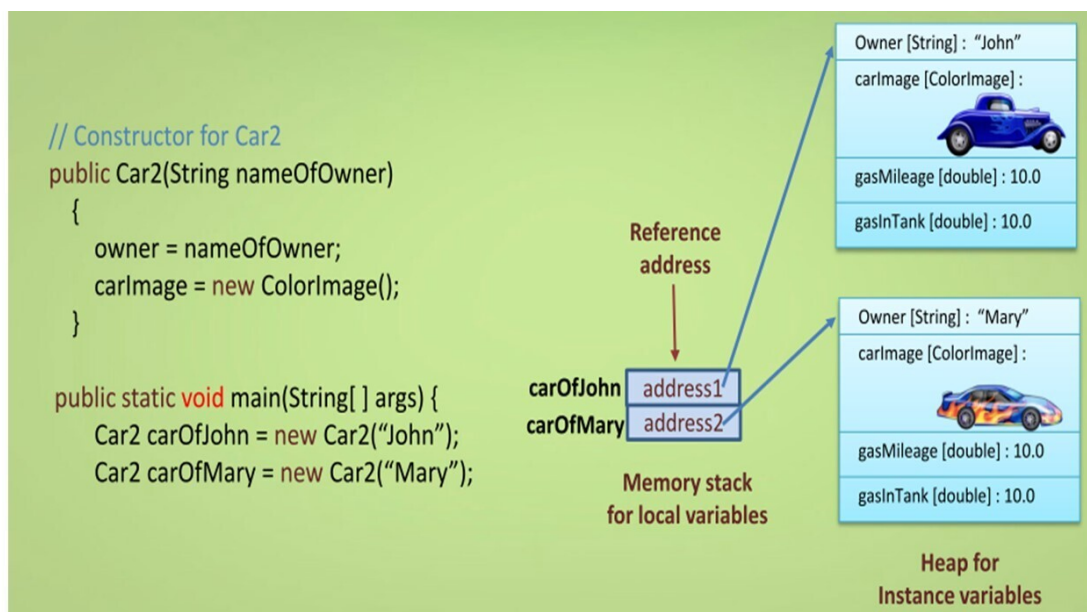 // Constructor for Car2
public Car2(String nameOfOwner)
{
owner = nameOfOwner;
carImage = new ColorImage();
}
public static void main(String[ ] args) {
Car2 carOfJohn = new Car2(“John”);
Car2 carOfMary = new Car2(“Mary”);
Reference
address
carOfJohn address1
carOfMary address2
Memory stack
for local variables
Owner [String] : “John”
carImage [ColorImage] :
gasMileage [double] : 10.0
gasInTank [double] : 10.0
Owner [String] : “Mary”
carImage [ColorImage] :
gasMileage [double] : 10.0
gasInTank [double] : 10.0
Heap for
Instance variables